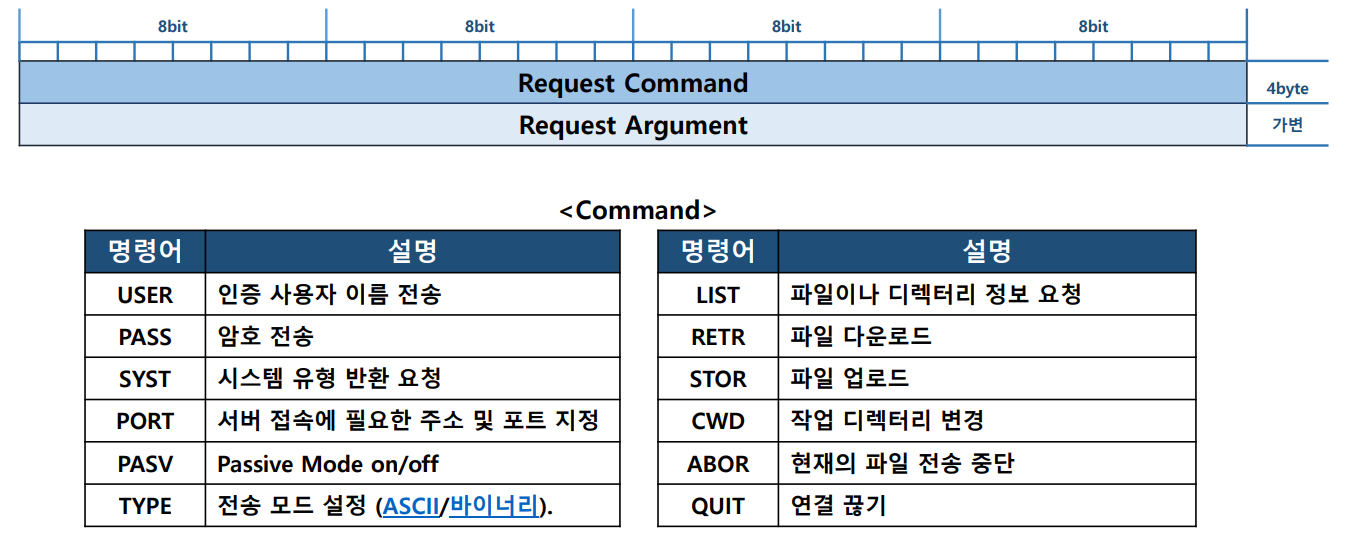 8bit 8bit 8bit 8bit
Request Command 4byte
Request Argument 가변
<Command>
명령어 설명
USER 인증 사용자 이름 전송
PASS 암호 전송
SYST 시스템 유형 반환 요청
PORT 서버 접속에 필요한 주소 및 포트 지정
PASV Passive Mode on/off
TYPE 전송 모드 설정 (ASCII/바이너리).
명령어 설명
LIST 파일이나 디렉터리 정보 요청
RETR 파일 다운로드
STOR 파일 업로드
CWD 작업 디렉터리 변경
ABOR 현재의 파일 전송 중단
QUIT 연결 끊기